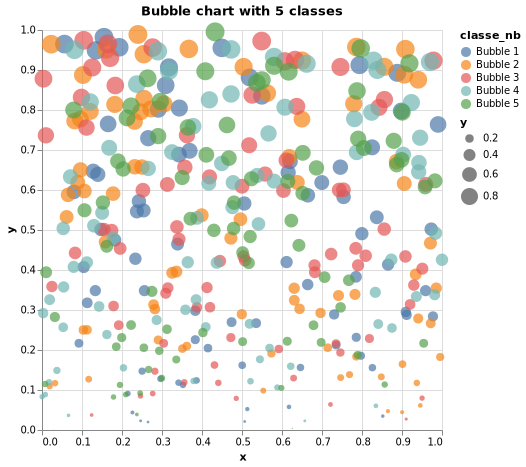 Bubble chart with 5 classes
1.0
0.9
0.8
0.7
0.6
0.5
0.4
0.3
0.2
0.1
0.0
y
0.0 0.1 0.2 0.3 0.4 0.5 0.6 0.7 0.8 0.9 1.0
x
classe_nb
Bubble 1
Bubble 2
Bubble 3
Bubble 4
Bubble 5
y
0.2
0.4
0.6
0.8